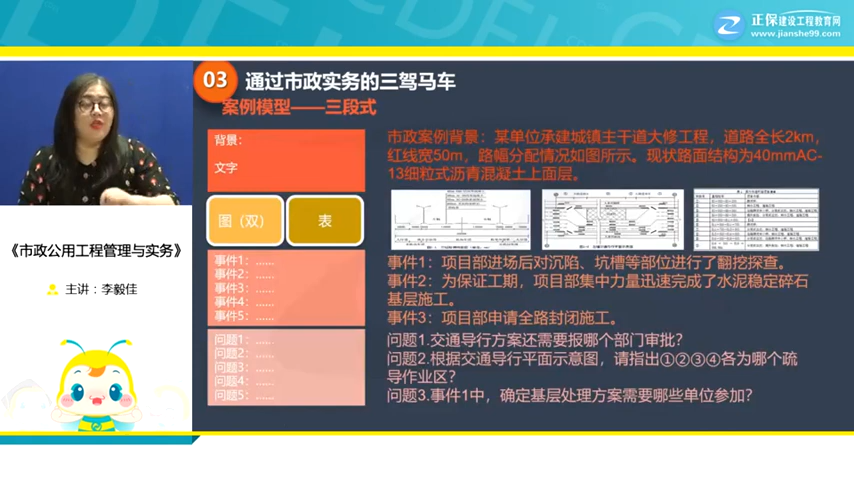 正保建设工程教育网
www.jianshe99.com
03 通过市政实务的三驾马车
案例模型——三段式
背景：
文字
图（双）
表
事件1：……
事件2：……
事件3：……
事件4：……
事件5：……
问题1：……
问题2：……
问题3：……
问题4：……
问题5：……
市政案例背景：某单位承建城镇主干道大修工程，道路全长2km，
红线宽50m，路幅分配情况如图所示。现状路面结构为40mmAC-
13细粒式沥青混凝土上面层。
事件1：项目部进场后对沉陷、坑槽等部位进行了翻挖探查。
事件2：为保证工期，项目部集中力量迅速完成了水泥稳定碎石
基层施工。
事件3：项目部申请全路封闭施工。
问题1.交通导行方案还需要报哪个部门审批？
问题2.根据交通导行平面示意图，请指出①②③④各为哪个疏
导作业区？
问题3.事件1中，确定基层处理方案需要哪些单位参加？
《市政公用工程管理与实务》
主讲：李毅佳